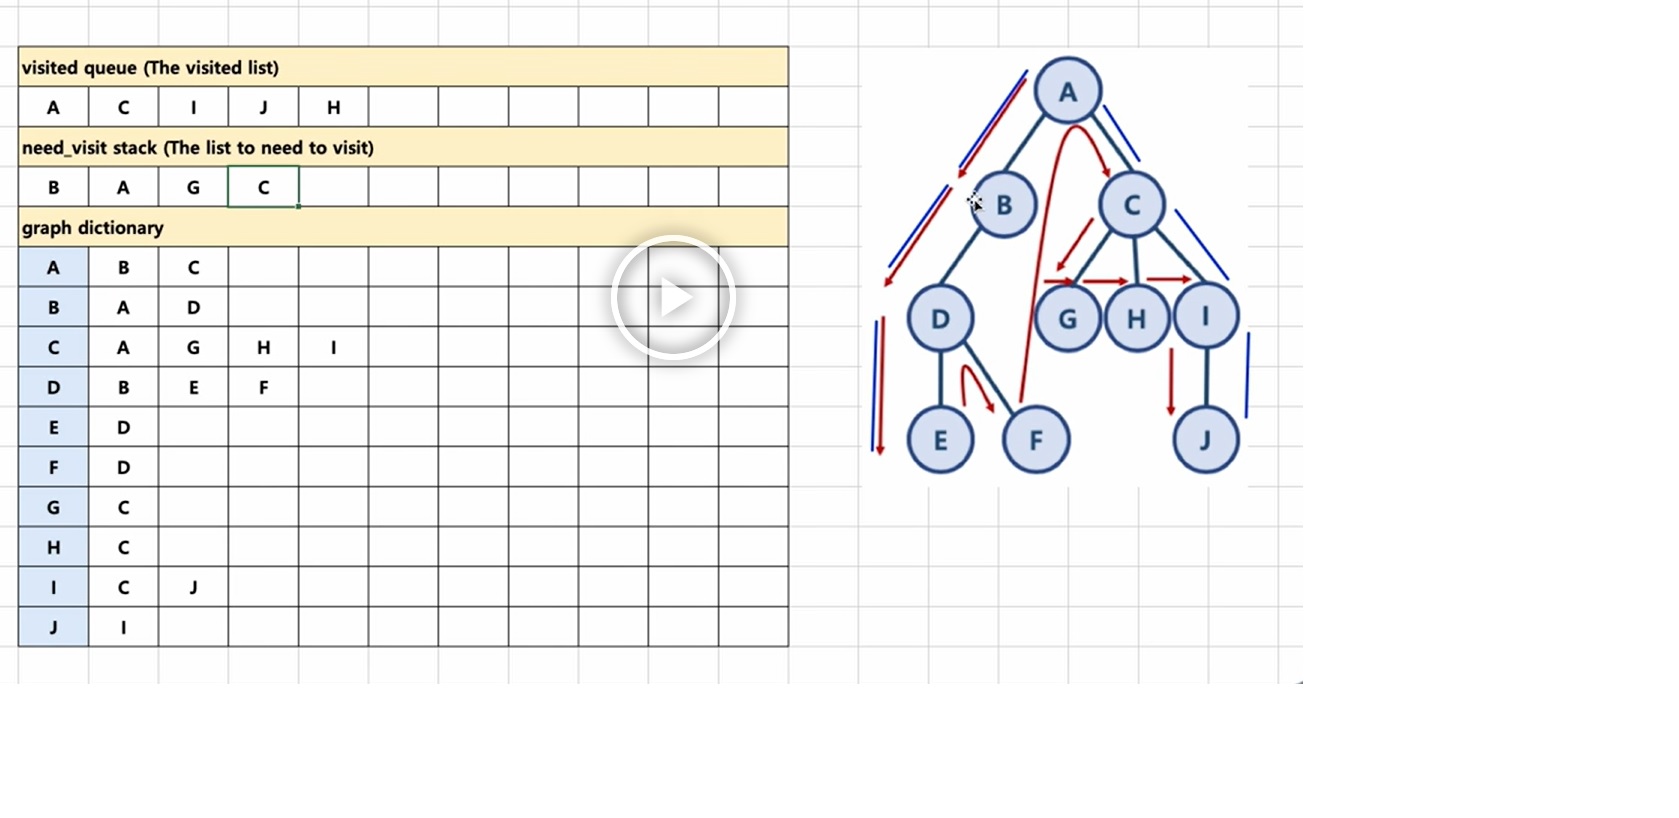 visited queue (The visited list)
A C I J H
need_visit stack (The list to need to visit)
B A G C
graph dictionary
A B C
B A D
C A G H I
D B E F
E D
F D
G C
H C
I C J
J I
A
B C
D G H I
E F J